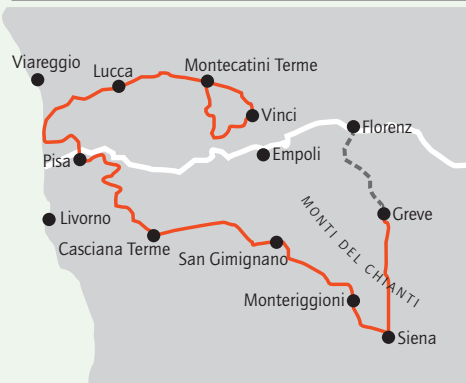 Viareggio
Lucca
Montecatini Terme
Vinci
Florenz
Empoli
Pisa
Livorno
Casciana Terme
San Gimignano
Greve
MONTI DEL CHIANTI
Monteriggioni
Siena